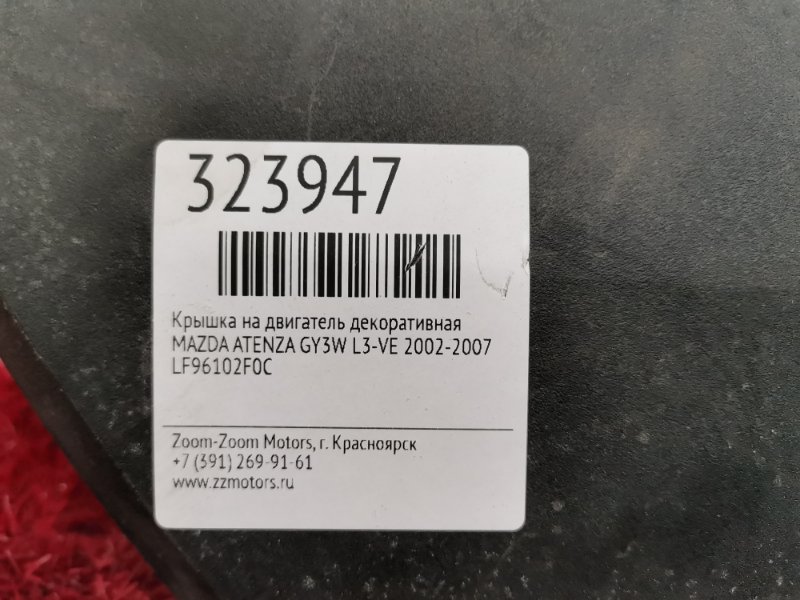 323947
Крышка на двигатель декоративная
MAZDA ATENZA GY3W L3-VE 2002-2007
LF96102F0C
Zoom-Zoom Motors, г. Красноярск
+7 (391) 269-91-61
www.zzmotors.ru